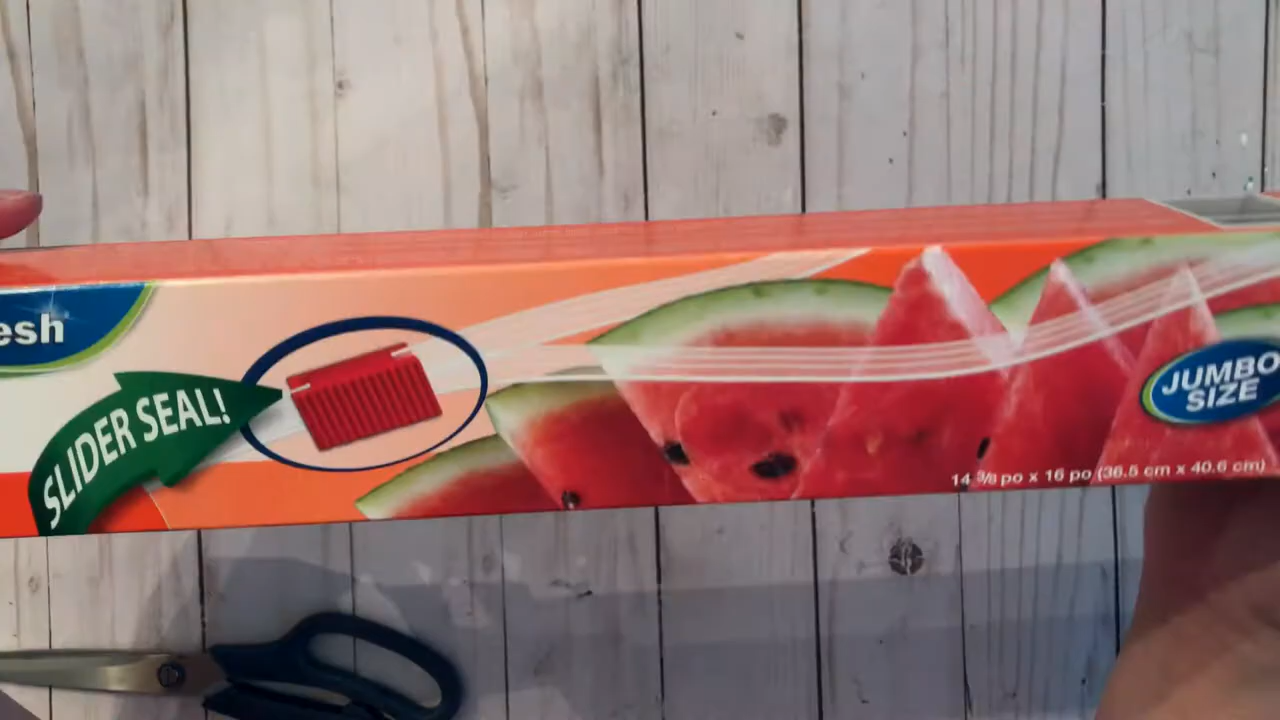 esh
SLIDER SEAL!
JUMBO
SIZE
14 3/8 po x 16 po (36.5 cm x 40.6 cm)